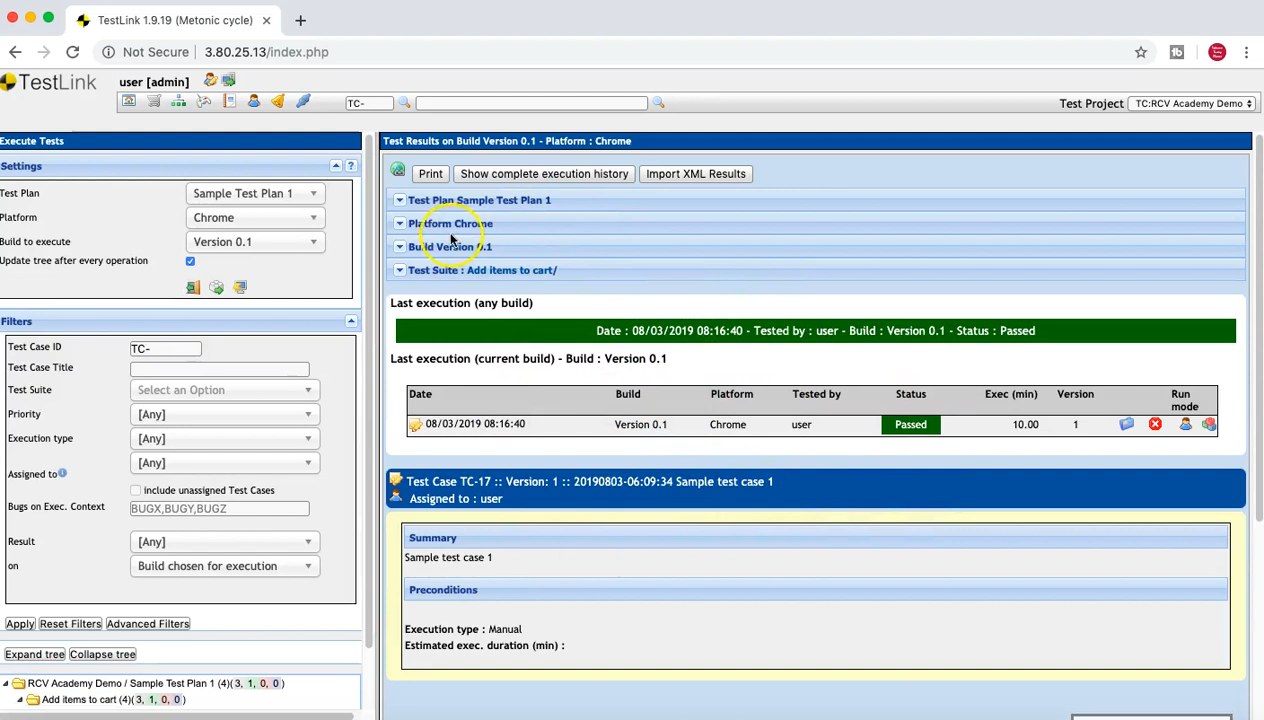 TestLink 1.9.19 (Metonic cycle)
Not Secure 3.80.25.13/index.php
TestLink user [admin]
TC-
Test Project TC:RCV Academy Demo
Execute Tests
Settings
?
Test Plan Sample Test Plan 1
Platform Chrome
Build to execute Version 0.1
Update tree after every operation
Filters
Test Case ID TC-
Test Case Title
Test Suite Select an Option
Priority [Any]
Execution type [Any]
Assigned to [Any]
include unassigned Test Cases
Bugs on Exec. Context BUGX,BUGY,BUGZ
Result [Any]
on Build chosen for execution
Apply Reset Filters Advanced Filters
Expand tree Collapse tree
RCV Academy Demo / Sample Test Plan 1 (4)(3, 1, 0, 0)
Add items to cart (4)(3, 1, 0, 0)
Test Results on Build Version 0.1 - Platform : Chrome
Print Show complete execution history Import XML Results
Test Plan Sample Test Plan 1
Platform Chrome
Build Version 0.1
Test Suite : Add items to cart/
Last execution (any build)
Date : 08/03/2019 08:16:40 - Tested by : user - Build : Version 0.1 - Status : Passed
Last execution (current build) - Build : Version 0.1
Date Build Platform Tested by Status Exec (min) Version Run mode
08/03/2019 08:16:40 Version 0.1 Chrome user Passed 10.00 1
Test Case TC-17 :: Version: 1 :: 20190803-06:09:34 Sample test case 1
Assigned to : user
Summary
Sample test case 1
Preconditions
Execution type : Manual
Estimated exec. duration (min) :